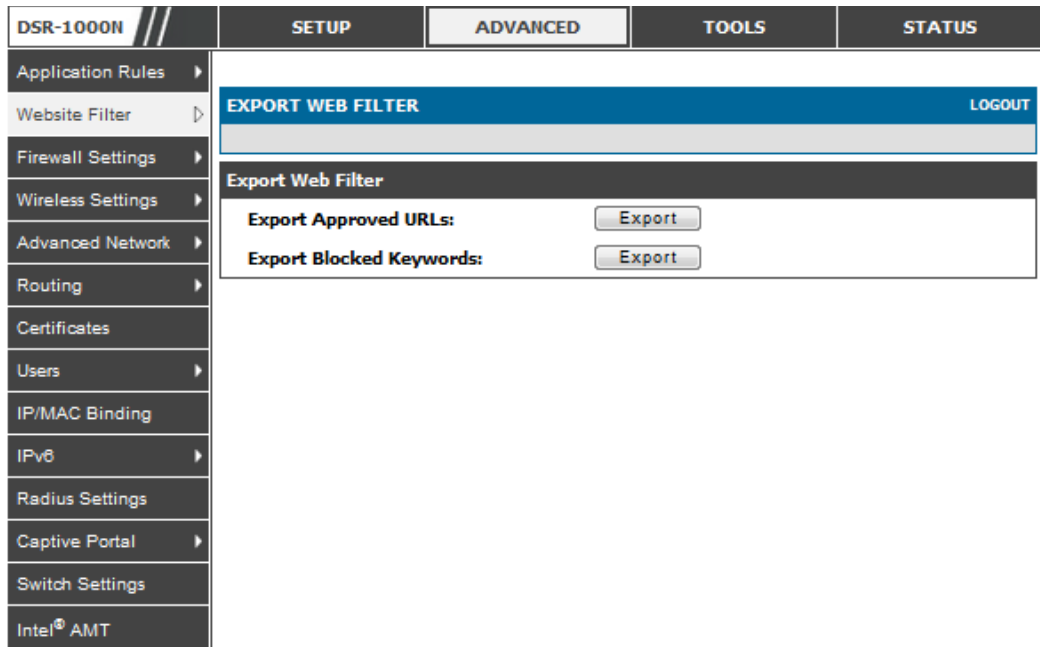 DSR-1000N
SETUP
ADVANCED
TOOLS
STATUS
Application Rules
Website Filter
Firewall Settings
Wireless Settings
Advanced Network
Routing
Certificates
Users
IP/MAC Binding
IPv6
Radius Settings
Captive Portal
Switch Settings
Intel® AMT
EXPORT WEB FILTER
LOGOUT
Export Web Filter
Export Approved URLs:
Export
Export Blocked Keywords:
Export